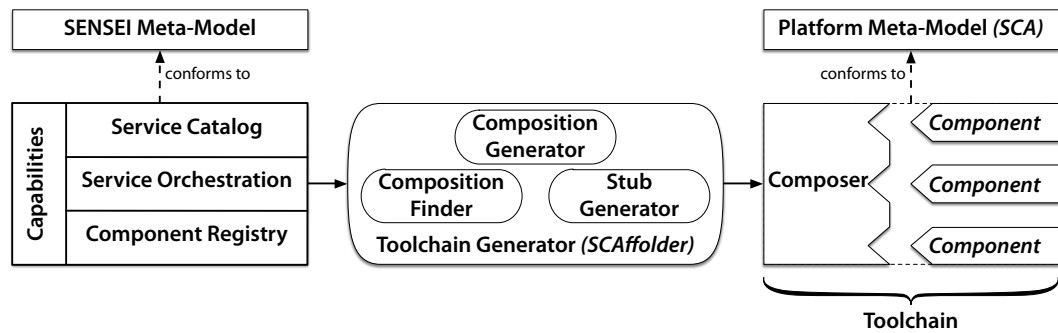 SENSEI Meta-Model
Platform Meta-Model (SCA)
conforms to
conforms to
Capabilities
Service Catalog
Service Orchestration
Component Registry
Composition
Generator
Composition
Finder
Stub
Generator
Toolchain Generator (SCAffolder)
Composer
Component
Component
Component
Toolchain